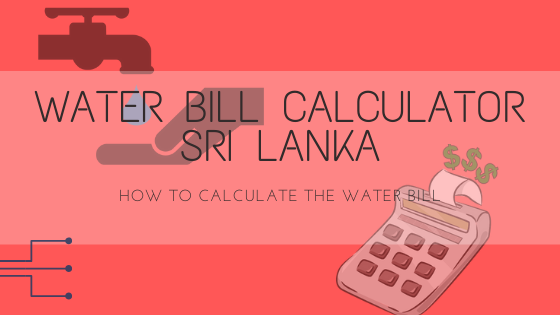 WATER BILL CALCULATOR
SRI LANKA
HOW TO CALCULATE THE WATER BILL
$$$